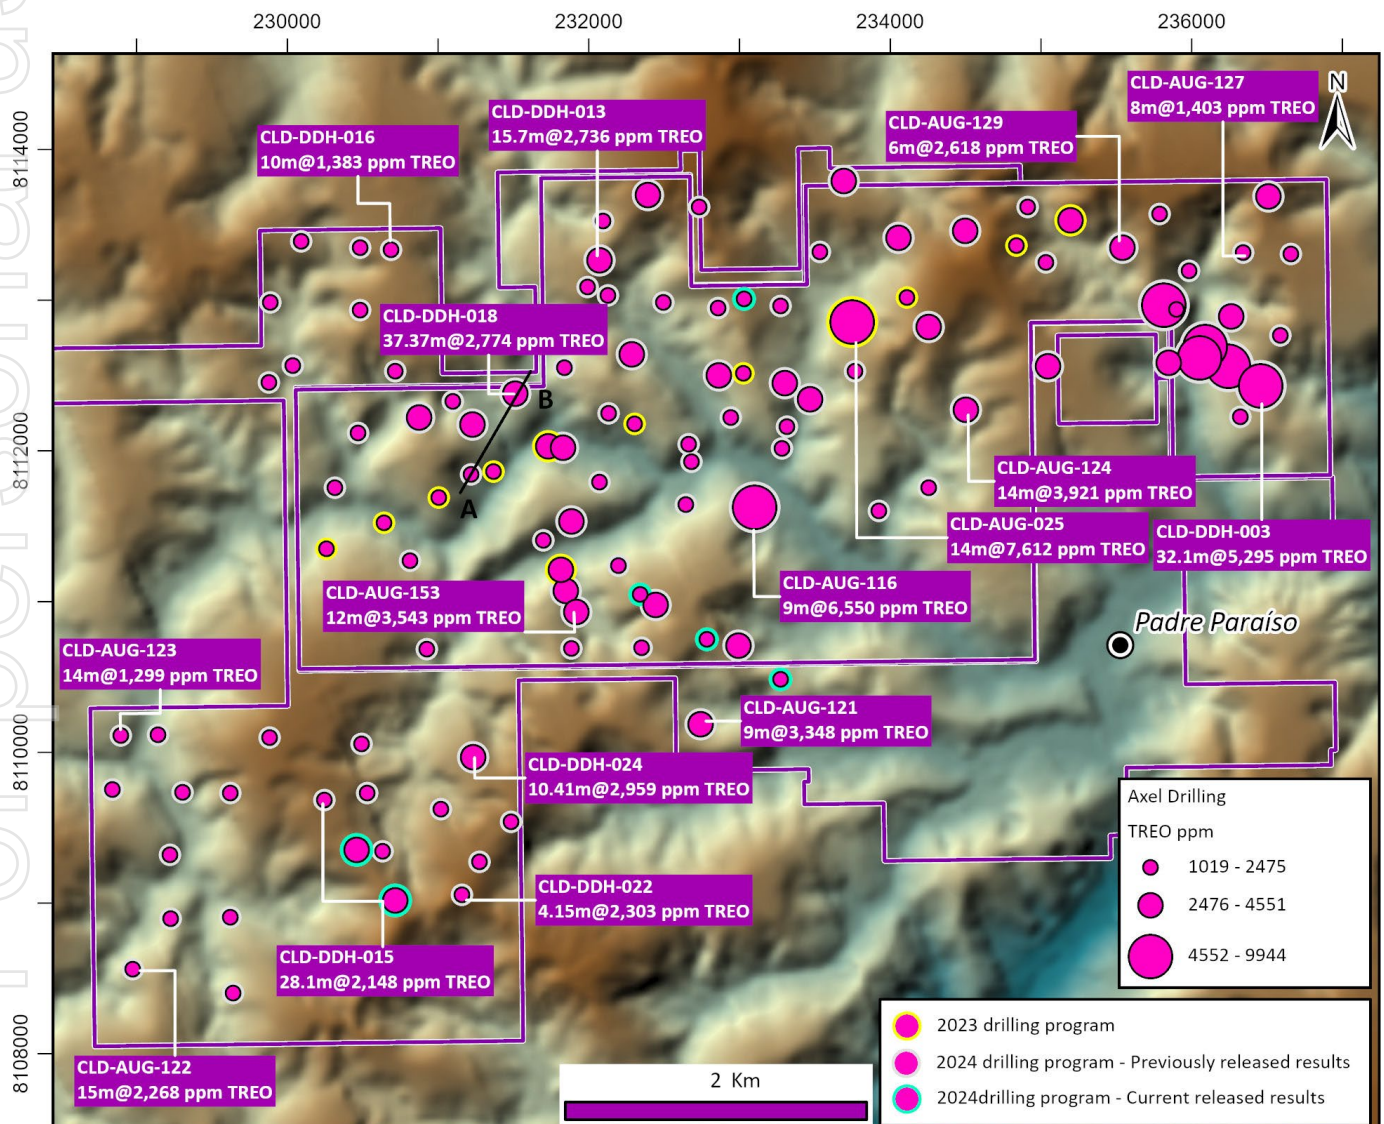 230000
232000
234000
236000
8114000
8112000
8110000
8108000
N
CLD-AUG-127
8m@1,403 ppm TREO
CLD-DDH-013
15.7m@2,736 ppm TREO
CLD-AUG-129
6m@2,618 ppm TREO
CLD-DDH-016
10m@1,383 ppm TREO
CLD-DDH-018
37.37m@2,774 ppm TREO
B
A
CLD-AUG-124
14m@3,921 ppm TREO
CLD-AUG-025
14m@7,612 ppm TREO
CLD-DDH-003
32.1m@5,295 ppm TREO
CLD-AUG-116
9m@6,550 ppm TREO
CLD-AUG-153
12m@3,543 ppm TREO
Padre Paraíso
CLD-AUG-123
14m@1,299 ppm TREO
CLD-AUG-121
9m@3,348 ppm TREO
CLD-DDH-024
10.41m@2,959 ppm TREO
CLD-DDH-022
4.15m@2,303 ppm TREO
CLD-DDH-015
28.1m@2,148 ppm TREO
CLD-AUG-122
15m@2,268 ppm TREO
Axel Drilling
TREO ppm
1019 - 2475
2476 - 4551
4552 - 9944
2023 drilling program
2024 drilling program - Previously released results
2024drilling program - Current released results
2 Km